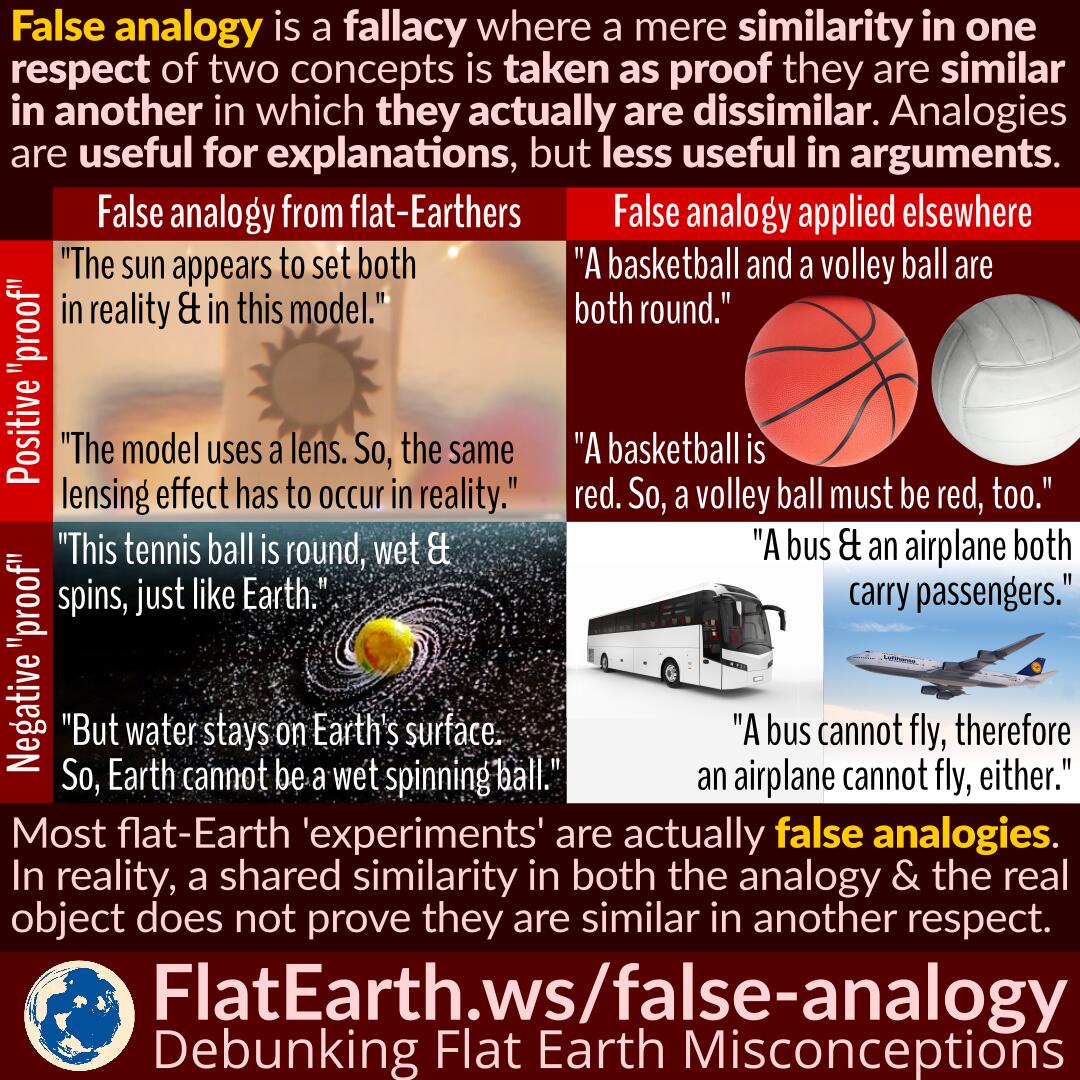 False analogy is a fallacy where a mere similarity in one
respect of two concepts is taken as proof they are similar
in another in which they actually are dissimilar. Analogies
are useful for explanations, but less useful in arguments.
False analogy from flat-Earthers
False analogy applied elsewhere
Positive "proof"
"The sun appears to set both
in reality & in this model."
"The model uses a lens. So, the same
lensing effect has to occur in reality."
"A basketball and a volley ball are
both round."
"A basketball is
red. So, a volley ball must be red, too."
Negative "proof"
"This tennis ball is round, wet &
spins, just like Earth."
"But water stays on Earth's surface.
So, Earth cannot be a wet spinning ball."
"A bus & an airplane both
carry passengers."
Lufthansa
"A bus cannot fly, therefore
an airplane cannot fly, either."
Most flat-Earth 'experiments' are actually false analogies.
In reality, a shared similarity in both the analogy & the real
object does not prove they are similar in another respect.
FlatEarth.ws/false-analogy
Debunking Flat Earth Misconceptions